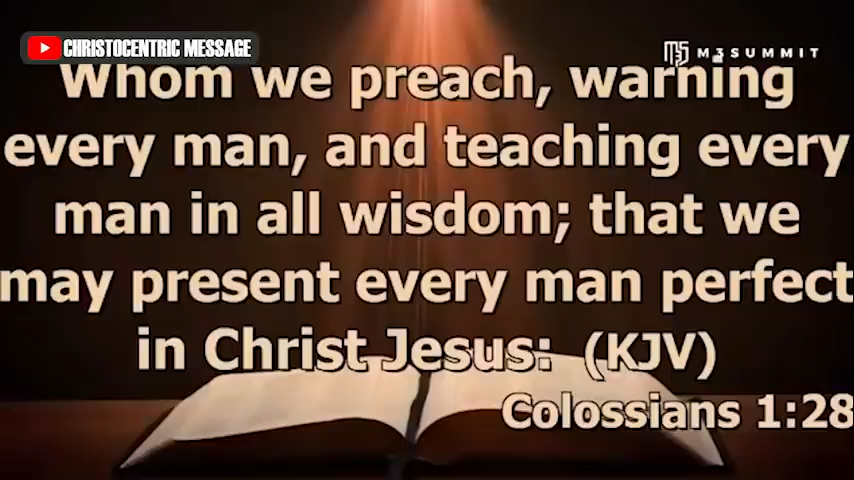 CHRISTOCENTRIC MESSAGE
M3SUMMIT
Whom we preach, warning
every man, and teaching every
man in all wisdom; that we
may present every man perfect
in Christ Jesus: (KJV)
Colossians 1:28